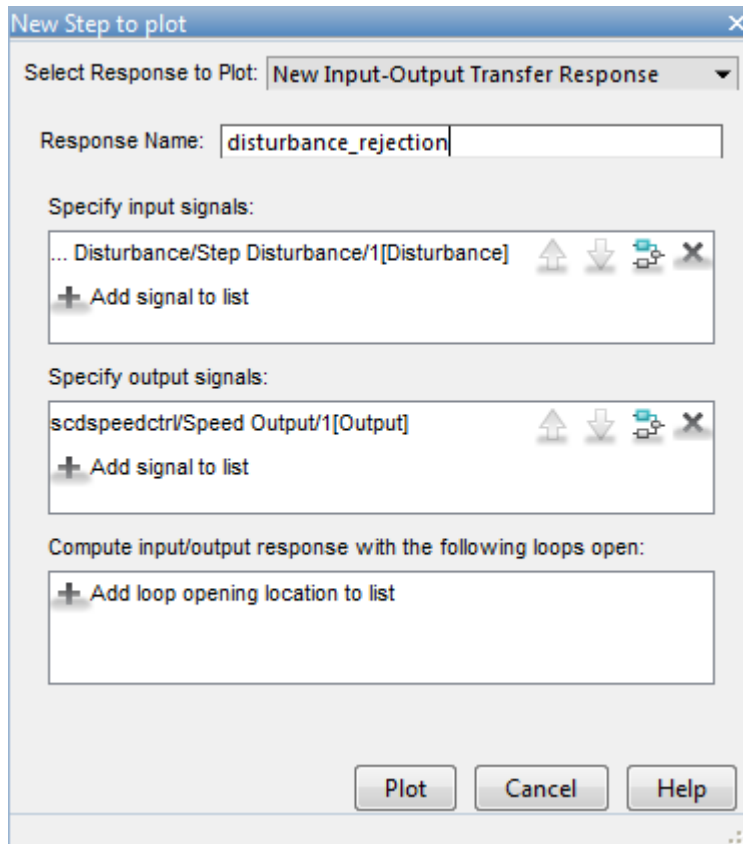 New Step to plot
Select Response to Plot: New Input-Output Transfer Response
Response Name: disturbance_rejection
Specify input signals:
... Disturbance/Step Disturbance/1[Disturbance]
Add signal to list
Specify output signals:
scdspeedctrl/Speed Output/1[Output]
Add signal to list
Compute input/output response with the following loops open:
Add loop opening location to list
Plot Cancel Help